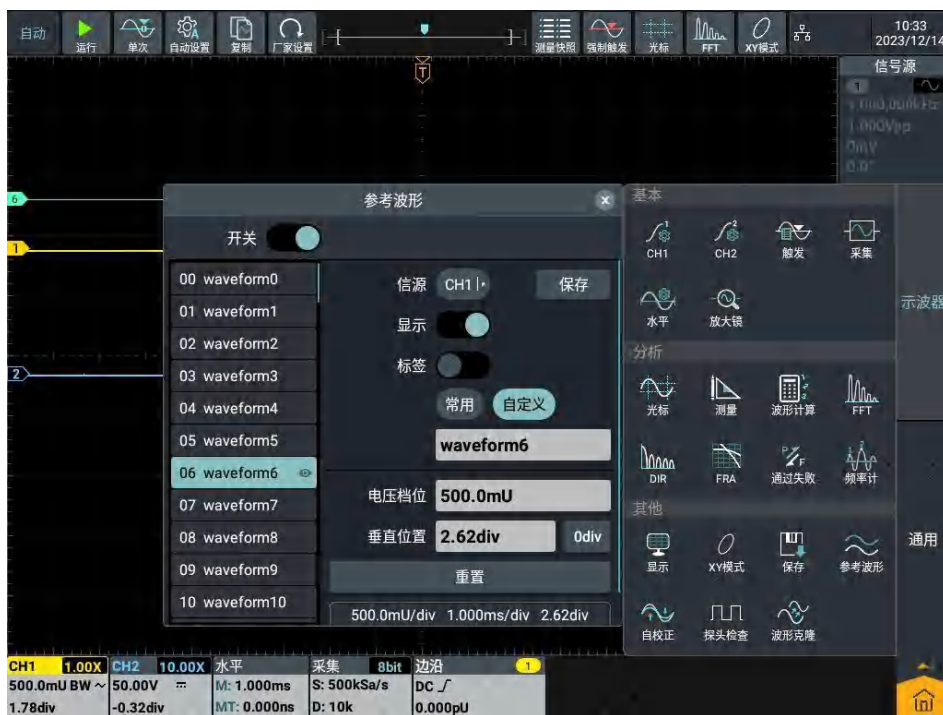 自动 运行 单次 自动设置 复制 厂家设置 测量快照 强制触发 光标 FFT XY模式 10:33
2023/12/14
T
信号源
1
1.000Vpp
0mV
0.0°
6
1
2
参考波形
开关
00 waveform0
01 waveform1
02 waveform2
03 waveform3
04 waveform4
05 waveform5
06 waveform6
07 waveform7
08 waveform8
09 waveform9
10 waveform10
信源 CH1 保存
显示
标签
常用 自定义
waveform6
电压档位 500.0mU
垂直位置 2.62div 0div
重置
500.0mU/div 1.000ms/div 2.62div
基本
CH1 CH2 触发 采集
水平 放大镜
分析
光标 测量 波形计算 FFT
DIR FRA 通过失败 频率计
其他
显示 XY模式 保存 参考波形
自校正 探头检查 波形克隆
示波器
通用
CH1 1.00X CH2 10.00X 水平 采集 8bit 边沿 1
500.0mU BW 50.00V M: 1.000ms S: 500kSa/s DC
1.78div -0.32div MT: 0.000ns D: 10k 0.000pU